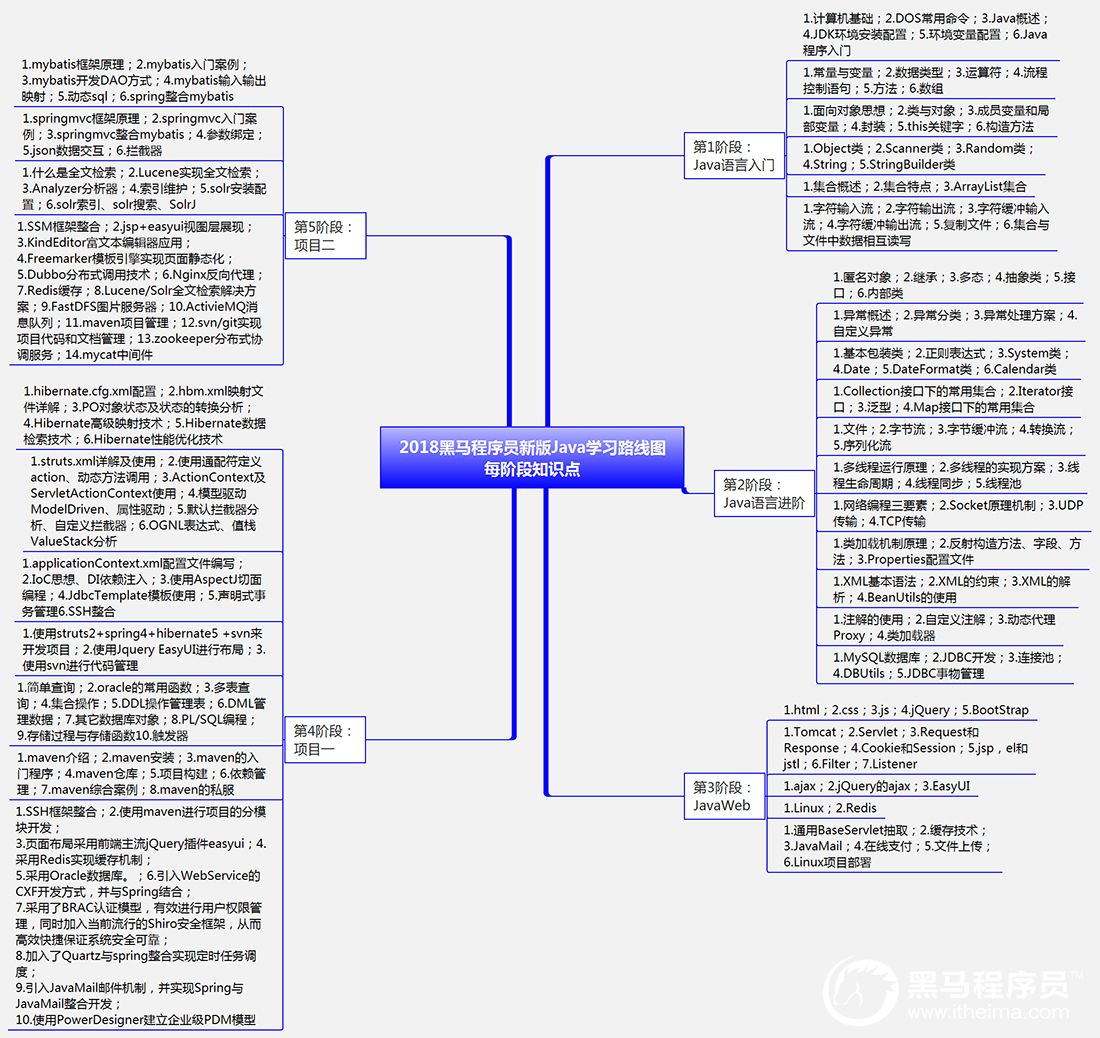 2018黑马程序员新版Java学习路线图
每阶段知识点
第1阶段：
Java语言入门
1.计算机基础；2.DOS常用命令；3.Java概述；
4.JDK环境安装配置；5.环境变量配置；6.Java
程序入门
1.常量与变量；2.数据类型；3.运算符；4.流程
控制语句；5.方法；6.数组
1.面向对象思想；2.类与对象；3.成员变量和局
部变量；4.封装；5.this关键字；6.构造方法
1.Object类；2.Scanner类；3.Random类；
4.String；5.StringBuilder类
1.集合概述；2.集合特点；3.ArrayList集合
1.字符输入流；2.字符输出流；3.字符缓冲输入
流；4.字符缓冲输出流；5.复制文件；6.集合与
文件中数据相互读写
第2阶段：
Java语言进阶
1.匿名对象；2.继承；3.多态；4.抽象类；5.接
口；6.内部类
1.异常概述；2.异常分类；3.异常处理方案；4.
自定义异常
1.基本包装类；2.正则表达式；3.System类；
4.Date；5.DateFormat类；6.Calendar类
1.Collection接口下的常用集合；2.Iterator接
口；3.泛型；4.Map接口下的常用集合
1.文件；2.字节流；3.字节缓冲流；4.转换流；
5.序列化流
1.多线程运行原理；2.多线程的实现方案；3.线
程生命周期；4.线程同步；5.线程池
1.网络编程三要素；2.Socket原理机制；3.UDP
传输；4.TCP传输
1.类加载机制原理；2.反射构造方法、字段、方
法；3.Properties配置文件
1.XML基本语法；2.XML的约束；3.XML的解
析；4.BeanUtils的使用
1.注解的使用；2.自定义注解；3.动态代理
Proxy；4.类加载器
1.MySQL数据库；2.JDBC开发；3.连接池；
4.DBUtils；5.JDBC事物管理
第3阶段：
JavaWeb
1.html；2.css；3.js；4.jQuery；5.BootStrap
1.Tomcat；2.Servlet；3.Request和
Response；4.Cookie和Session；5.jsp，el和
jstl；6.Filter；7.Listener
1.ajax；2.jQuery的ajax；3.EasyUI
1.Linux；2.Redis
1.通用BaseServlet抽取；2.缓存技术；
3.JavaMail；4.在线支付；5.文件上传；
6.Linux项目部署
第4阶段：
项目一
1.hibernate.cfg.xml配置；2.hbm.xml映射文
件详解；3.PO对象状态及状态的转换分析；
4.Hibernate高级映射技术；5.Hibernate数据
检索技术；6.Hibernate性能优化技术
1.struts.xml详解及使用；2.使用通配符定义
action、动态方法调用；3.ActionContext及
ServletActionContext使用；4.模型驱动
ModelDriven、属性驱动；5.默认拦截器分
析、自定义拦截器；6.OGNL表达式、值栈
ValueStack分析
1.applicationContext.xml配置文件编写；
2.IoC思想、DI依赖注入；3.使用AspectJ切面
编程；4.JdbcTemplate模板使用；5.声明式事
务管理6.SSH整合
1.使用struts2+spring4+hibernate5 +svn来
开发项目；2.使用Jquery EasyUI进行布局；3.
使用svn进行代码管理
1.简单查询；2.oracle的常用函数；3.多表查
询；4.集合操作；5.DDL操作管理表；6.DML管
理数据；7.其它数据库对象；8.PL/SQL编程；
9.存储过程与存储函数10.触发器
1.maven介绍；2.maven安装；3.maven的入
门程序；4.maven仓库；5.项目构建；6.依赖管
理；7.maven综合案例；8.maven的私服
1.SSH框架整合；2.使用maven进行项目的分模
块开发；
3.页面布局采用前端主流jQuery插件easyui；4.
采用Redis实现缓存机制；
5.采用Oracle数据库。；6.引入WebService的
CXF开发方式，并与Spring结合；
7.采用了BRAC认证模型，有效进行用户权限管
理，同时加入当前流行的Shiro安全框架，从而
高效快捷保证系统安全可靠；
8.加入了Quartz与spring整合实现定时任务调
度；
9.引入JavaMail邮件机制，并实现Spring与
JavaMail整合开发；
10.使用PowerDesigner建立企业级PDM模型
第5阶段：
项目二
1.mybatis框架原理；2.mybatis入门案例；
3.mybatis开发DAO方式；4.mybatis输入输出
映射；5.动态sql；6.spring整合mybatis
1.springmvc框架原理；2.springmvc入门案
例；3.springmvc整合mybatis；4.参数绑定；
5.json数据交互；6.拦截器
1.什么是全文检索；2.Lucene实现全文检索；
3.Analyzer分析器；4.索引维护；5.solr安装配
置；6.solr索引、solr搜索、SolrJ
1.SSM框架整合；2.jsp+easyui视图层展现；
3.KindEditor富文本编辑器应用；
4.Freemarker模板引擎实现页面静态化；
5.Dubbo分布式调用技术；6.Nginx反向代理；
7.Redis缓存；8.Lucene/Solr全文检索解决方
案；9.FastDFS图片服务器；10.ActivieMQ消
息队列；11.maven项目管理；12.svn/git实现
项目代码和文档管理；13.zookeeper分布式协
调服务；14.mycat中间件
黑马程序员™
www.itheima.com